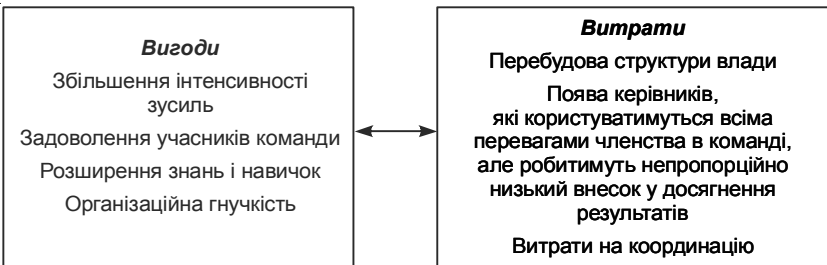 Вигоди
Збільшення інтенсивності
зусиль
Задоволення учасників команди
Розширення знань і навичок
Організаційна гнучкість
Витрати
Перебудова структури влади
Поява керівників,
які користуватимуться всіма
перевагами членства в команді,
але робитимуть непропорційно
низький внесок у досягнення
результатів
Витрати на координацію